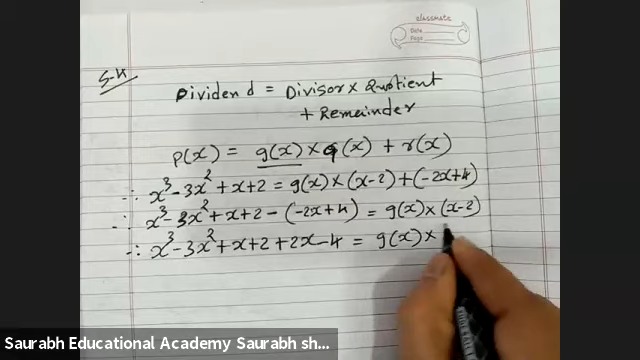 classmate
Date
Page
S-K
Dividend = Divisor × Quotient
+ Remainder
p(x) = g(x) × q(x) + r(x)
∴ x³ - 3x² + x + 2 = g(x) × (x-2) + (-2x+4)
∴ x³ - 3x² + x + 2 - (-2x+4) = g(x) × (x-2)
∴ x³ - 3x² + x + 2 + 2x - 4 = g(x) ×
Saurabh Educational Academy Saurabh sh...